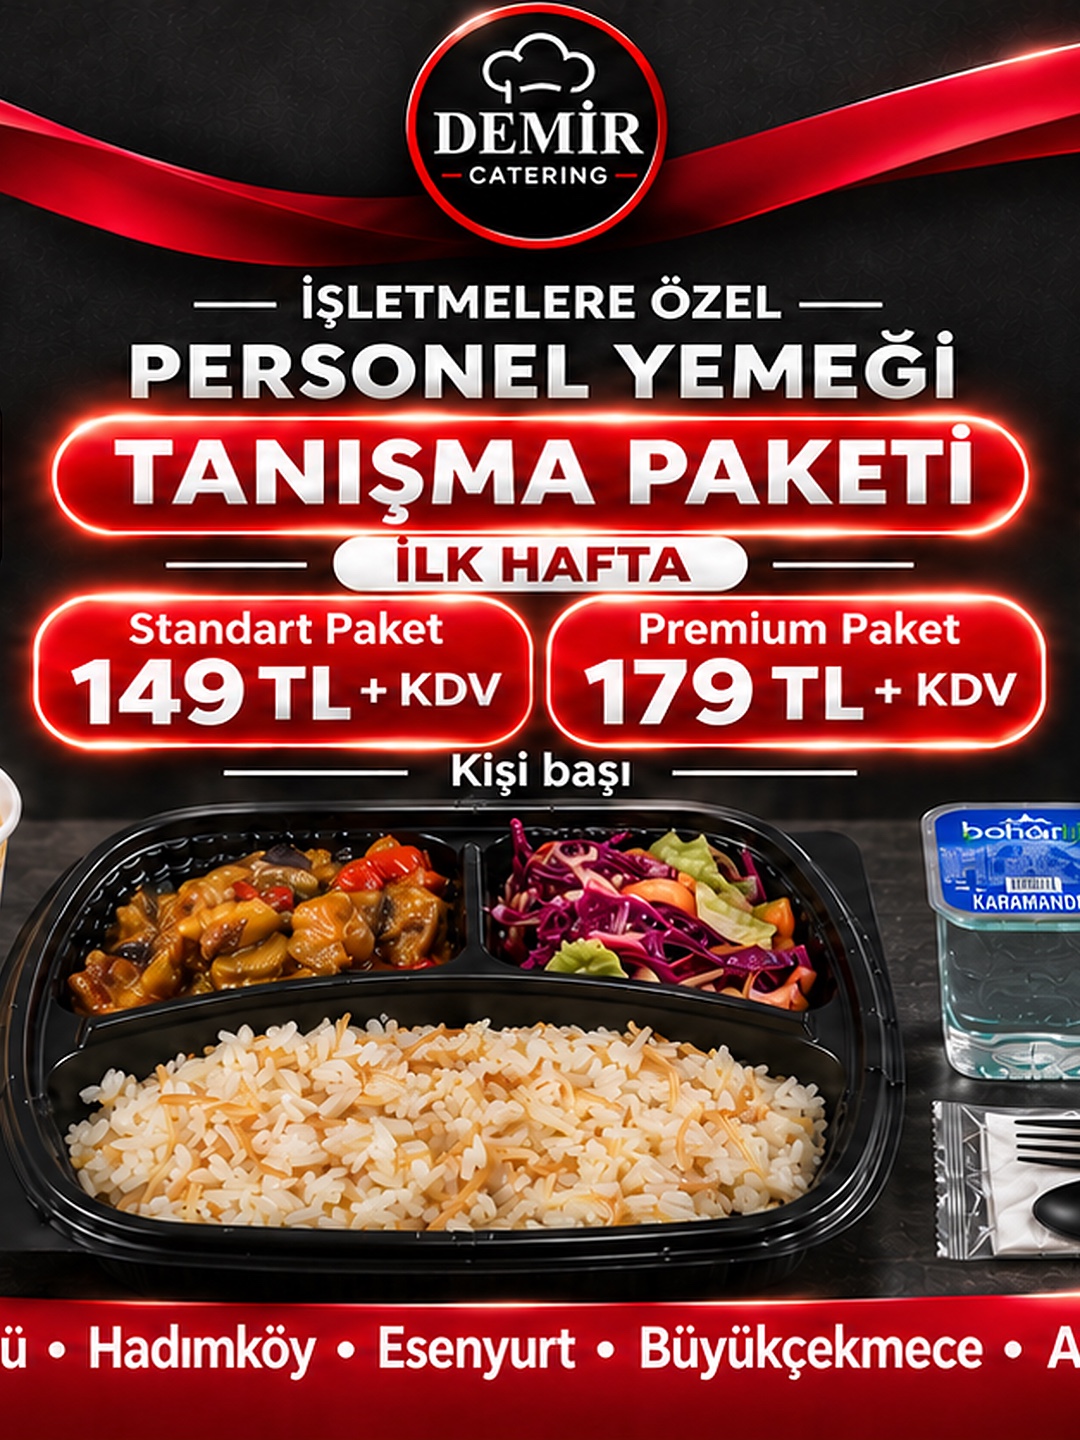 DEMİR
CATERING
İŞLETMELERE ÖZEL
PERSONEL YEMEĞİ
TANIŞMA PAKETİ
İLK HAFTA
Standart Paket
149 TL + KDV
Premium Paket
179 TL + KDV
Kişi başı
KARAMANDE
ü • Hadımköy • Esenyurt • Büyükçekmece • A